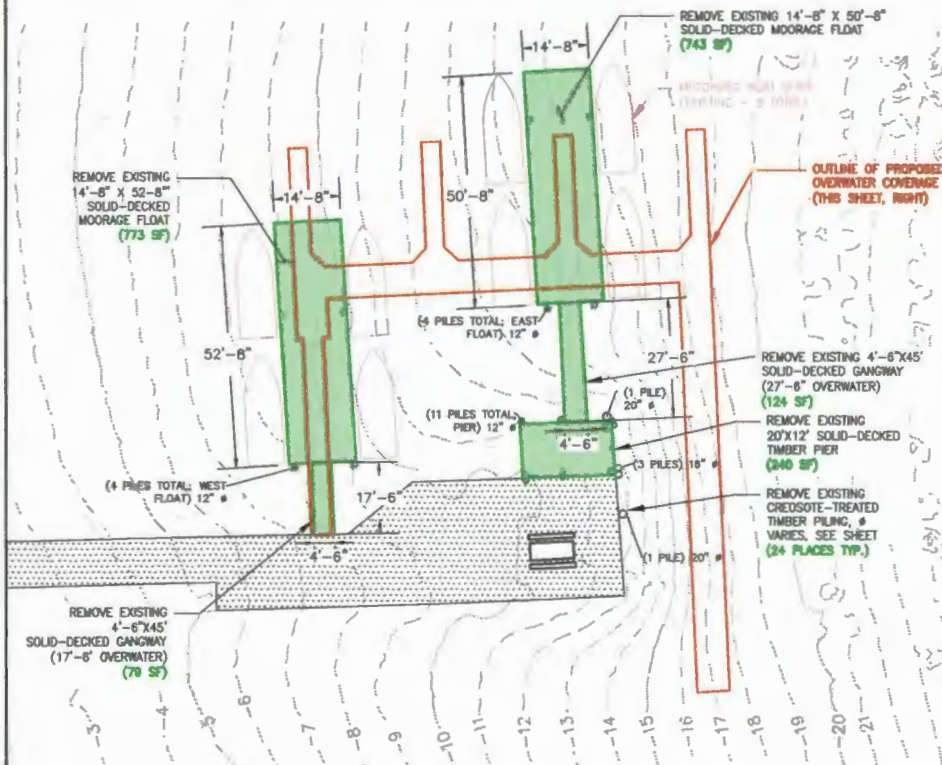 REMOVE EXISTING 14'-8" X 50'-8"
SOLID-DECKED MOORAGE FLOAT
(743 SF)
14'-8"
50'-8"
OUTLINE OF PROPOSED
OVERWATER COVERAGE
(THIS SHEET, RIGHT)
REMOVE EXISTING
14'-8" X 52-8"
SOLID-DECKED
MOORAGE FLOAT
(773 SF)
14'-8"
52'-8"
(4 PILES TOTAL; EAST
FLOAT) 12" ø
27'-6"
REMOVE EXISTING 4'-6"X45'
SOLID-DECKED GANGWAY
(27'-6" OVERWATER)
(124 SF)
(1 PILE)
20" ø
(11 PILES TOTAL
PIER) 12" ø
4'-6"
REMOVE EXISTING
20'X12' SOLID-DECKED
TIMBER PIER
(240 SF)
(3 PILES) 18" ø
(4 PILES TOTAL; WEST
FLOAT) 12" ø
17'-6"
4'-6"
REMOVE EXISTING
CREOSOTE-TREATED
TIMBER PILING, ø
VARIES, SEE SHEET
(24 PLACES TYP.)
(1 PILE) 20" ø
REMOVE EXISTING
4'-6"X45'
SOLID-DECKED GANGWAY
(17'-6' OVERWATER)
(79 SF)
-3 -4 -5 -6 -7 -8 -9 -10 -11 -12 -13 -14 -15 -16 -17 -18 -19 -20 -21